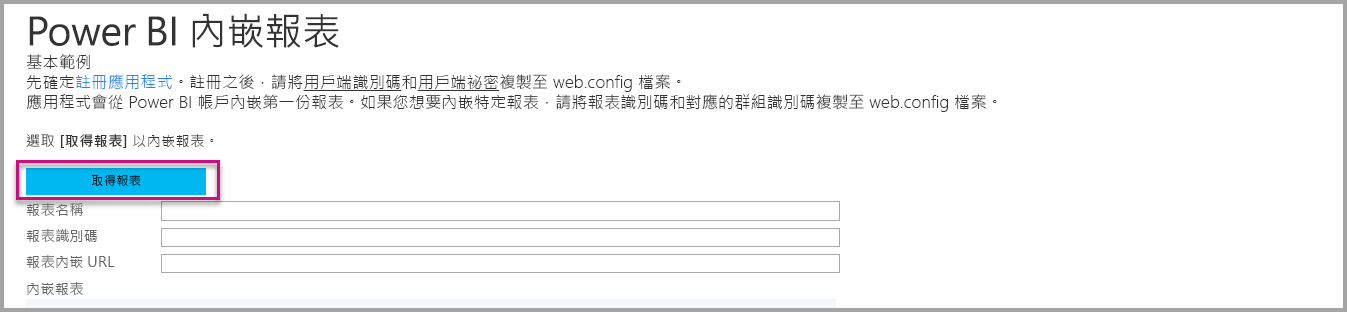 Power BI 內嵌報表
基本範例
先確定註冊應用程式。註冊之後，請將用戶端識別碼和用戶端祕密複製至 web.config 檔案。
應用程式會從 Power BI 帳戶內嵌第一份報表。如果您想要內嵌特定報表，請將報表識別碼和對應的群組識別碼複製至 web.config 檔案。
選取 [取得報表] 以內嵌報表。
取得報表
報表名稱
報表識別碼
報表內嵌 URL
內嵌報表